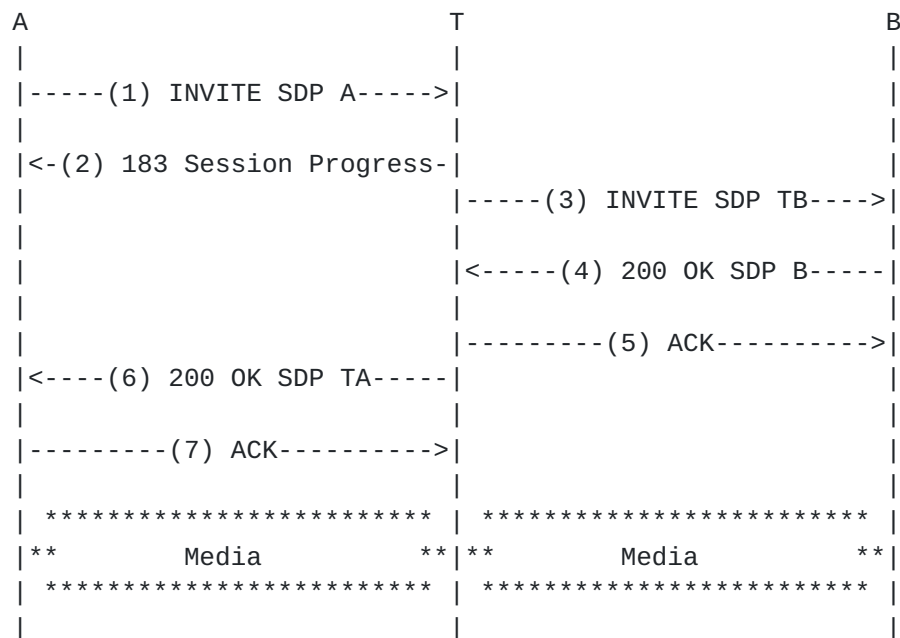 A                           T                           B
|                           |                           |
|-----(1) INVITE SDP A----->|                           |
|                           |                           |
|<-(2) 183 Session Progress-|                           |
|                           |-----(3) INVITE SDP TB---->|
|                           |                           |
|                           |<-----(4) 200 OK SDP B-----|
|                           |                           |
|                           |---------(5) ACK---------->|
|<----(6) 200 OK SDP TA-----|                           |
|                           |                           |
|---------(7) ACK---------->|                           |
|                           |                           |
| ************************* | ************************* |
|**        Media          **|**        Media          **|
| ************************* | ************************* |
|                           |                           |